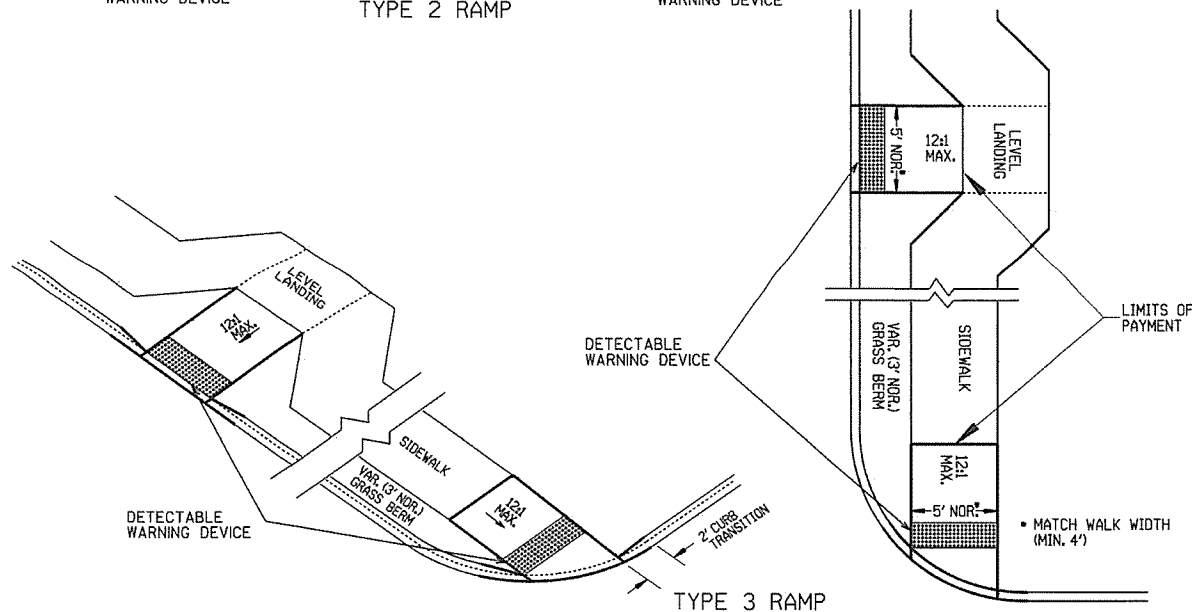 WARNING DEVICE
TYPE 2 RAMP
WARNING DEVICE
5' NOR.*
12:1
MAX.
LEVEL
LANDING
LEVEL
LANDING
12:1
MAX.
DETECTABLE
WARNING DEVICE
LIMITS OF
PAYMENT
VAR. (3' NOR.)
GRASS BERM
SIDEWALK
SIDEWALK
VAR. (3' NOR.)
GRASS BERM
12:1
MAX.
12:1
MAX.
5' NOR.*
DETECTABLE
WARNING DEVICE
2' CURB
TRANSITION
* MATCH WALK WIDTH
(MIN. 4')
TYPE 3 RAMP